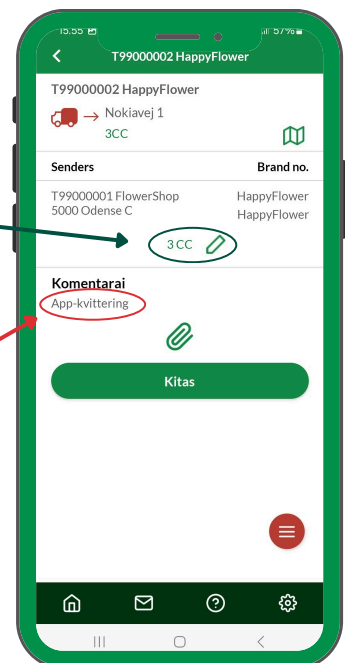 15.55
57%
T99000002 HappyFlower
T99000002 HappyFlower
→ Nokiavej 1
3CC
Senders Brand no.
T99000001 FlowerShop HappyFlower
5000 Odense C HappyFlower
3 CC
Komentarai
App-kvittering
Kitas